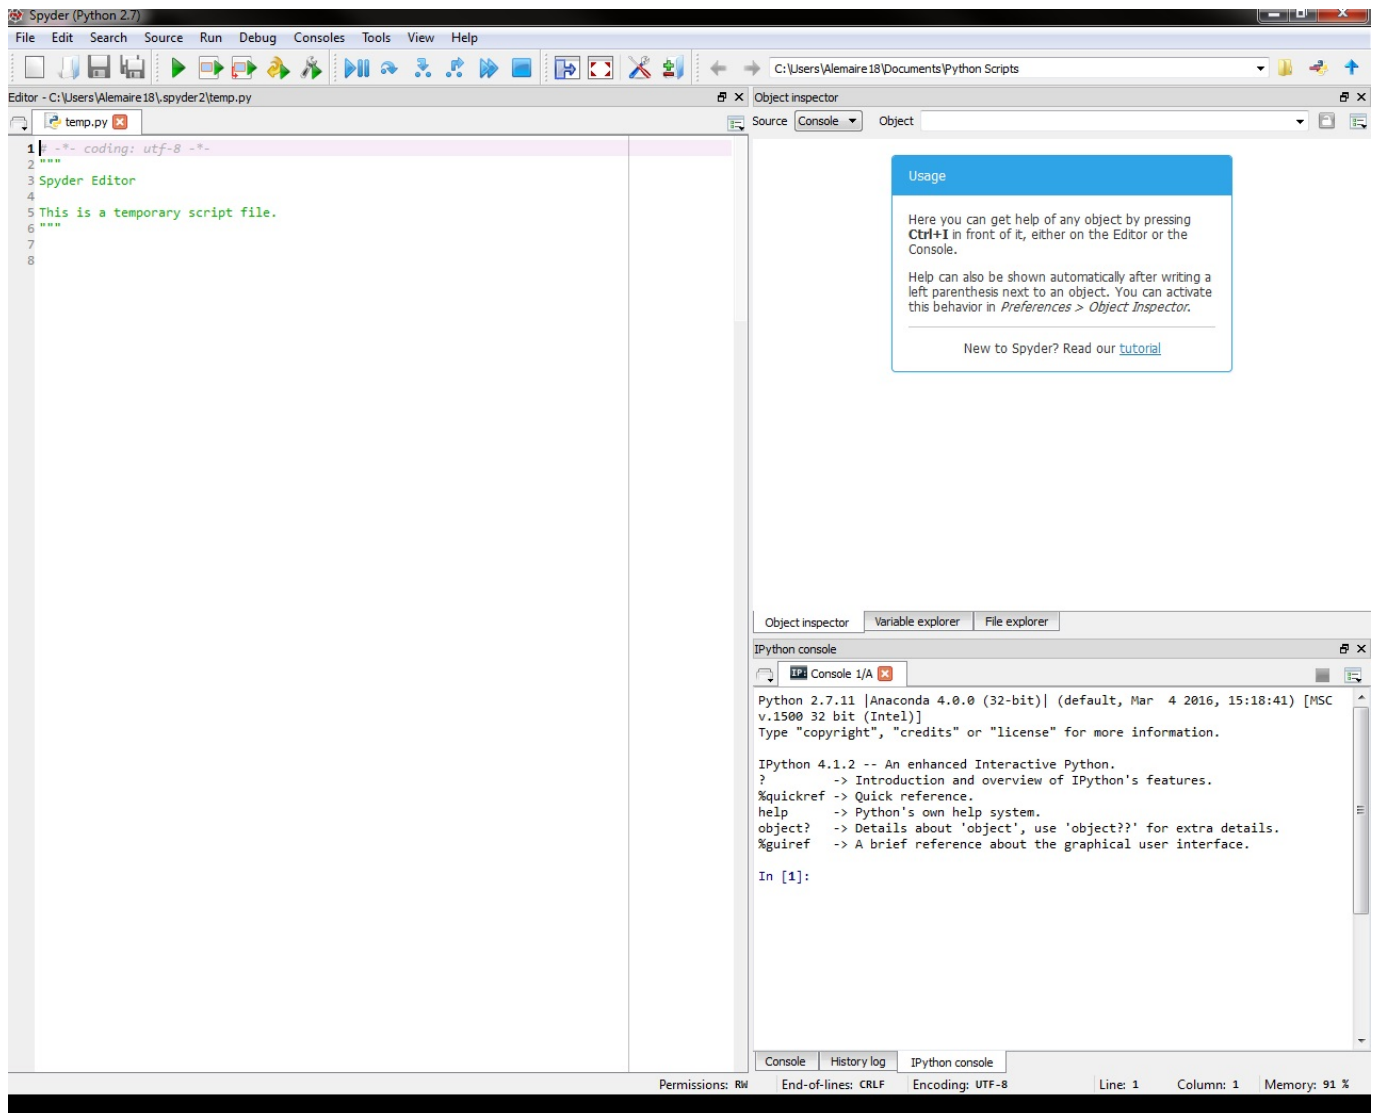 Spyder (Python 2.7)
File Edit Search Source Run Debug Consoles Tools View Help
C:\Users\Alemaire18\Documents\Python Scripts
Editor - C:\Users\Alemaire18\.spyder2\temp.py
temp.py
1 # -*- coding: utf-8 -*-
2 """
3 Spyder Editor
4
5 This is a temporary script file.
6 """
7
8
Object inspector
Source Console Object
Usage
Here you can get help of any object by pressing
Ctrl+I in front of it, either on the Editor or the
Console.
Help can also be shown automatically after writing a
left parenthesis next to an object. You can activate
this behavior in Preferences > Object Inspector.
New to Spyder? Read our tutorial
Object inspector Variable explorer File explorer
IPython console
IP: Console 1/A
Python 2.7.11 |Anaconda 4.0.0 (32-bit)| (default, Mar  4 2016, 15:18:41) [MSC
v.1500 32 bit (Intel)]
Type "copyright", "credits" or "license" for more information.
IPython 4.1.2 -- An enhanced Interactive Python.
?         -> Introduction and overview of IPython's features.
%quickref -> Quick reference.
help      -> Python's own help system.
object?   -> Details about 'object', use 'object??' for extra details.
%guiref   -> A brief reference about the graphical user interface.
In [1]:
Console History log IPython console
Permissions: RW End-of-lines: CRLF Encoding: UTF-8 Line: 1 Column: 1 Memory: 91 %